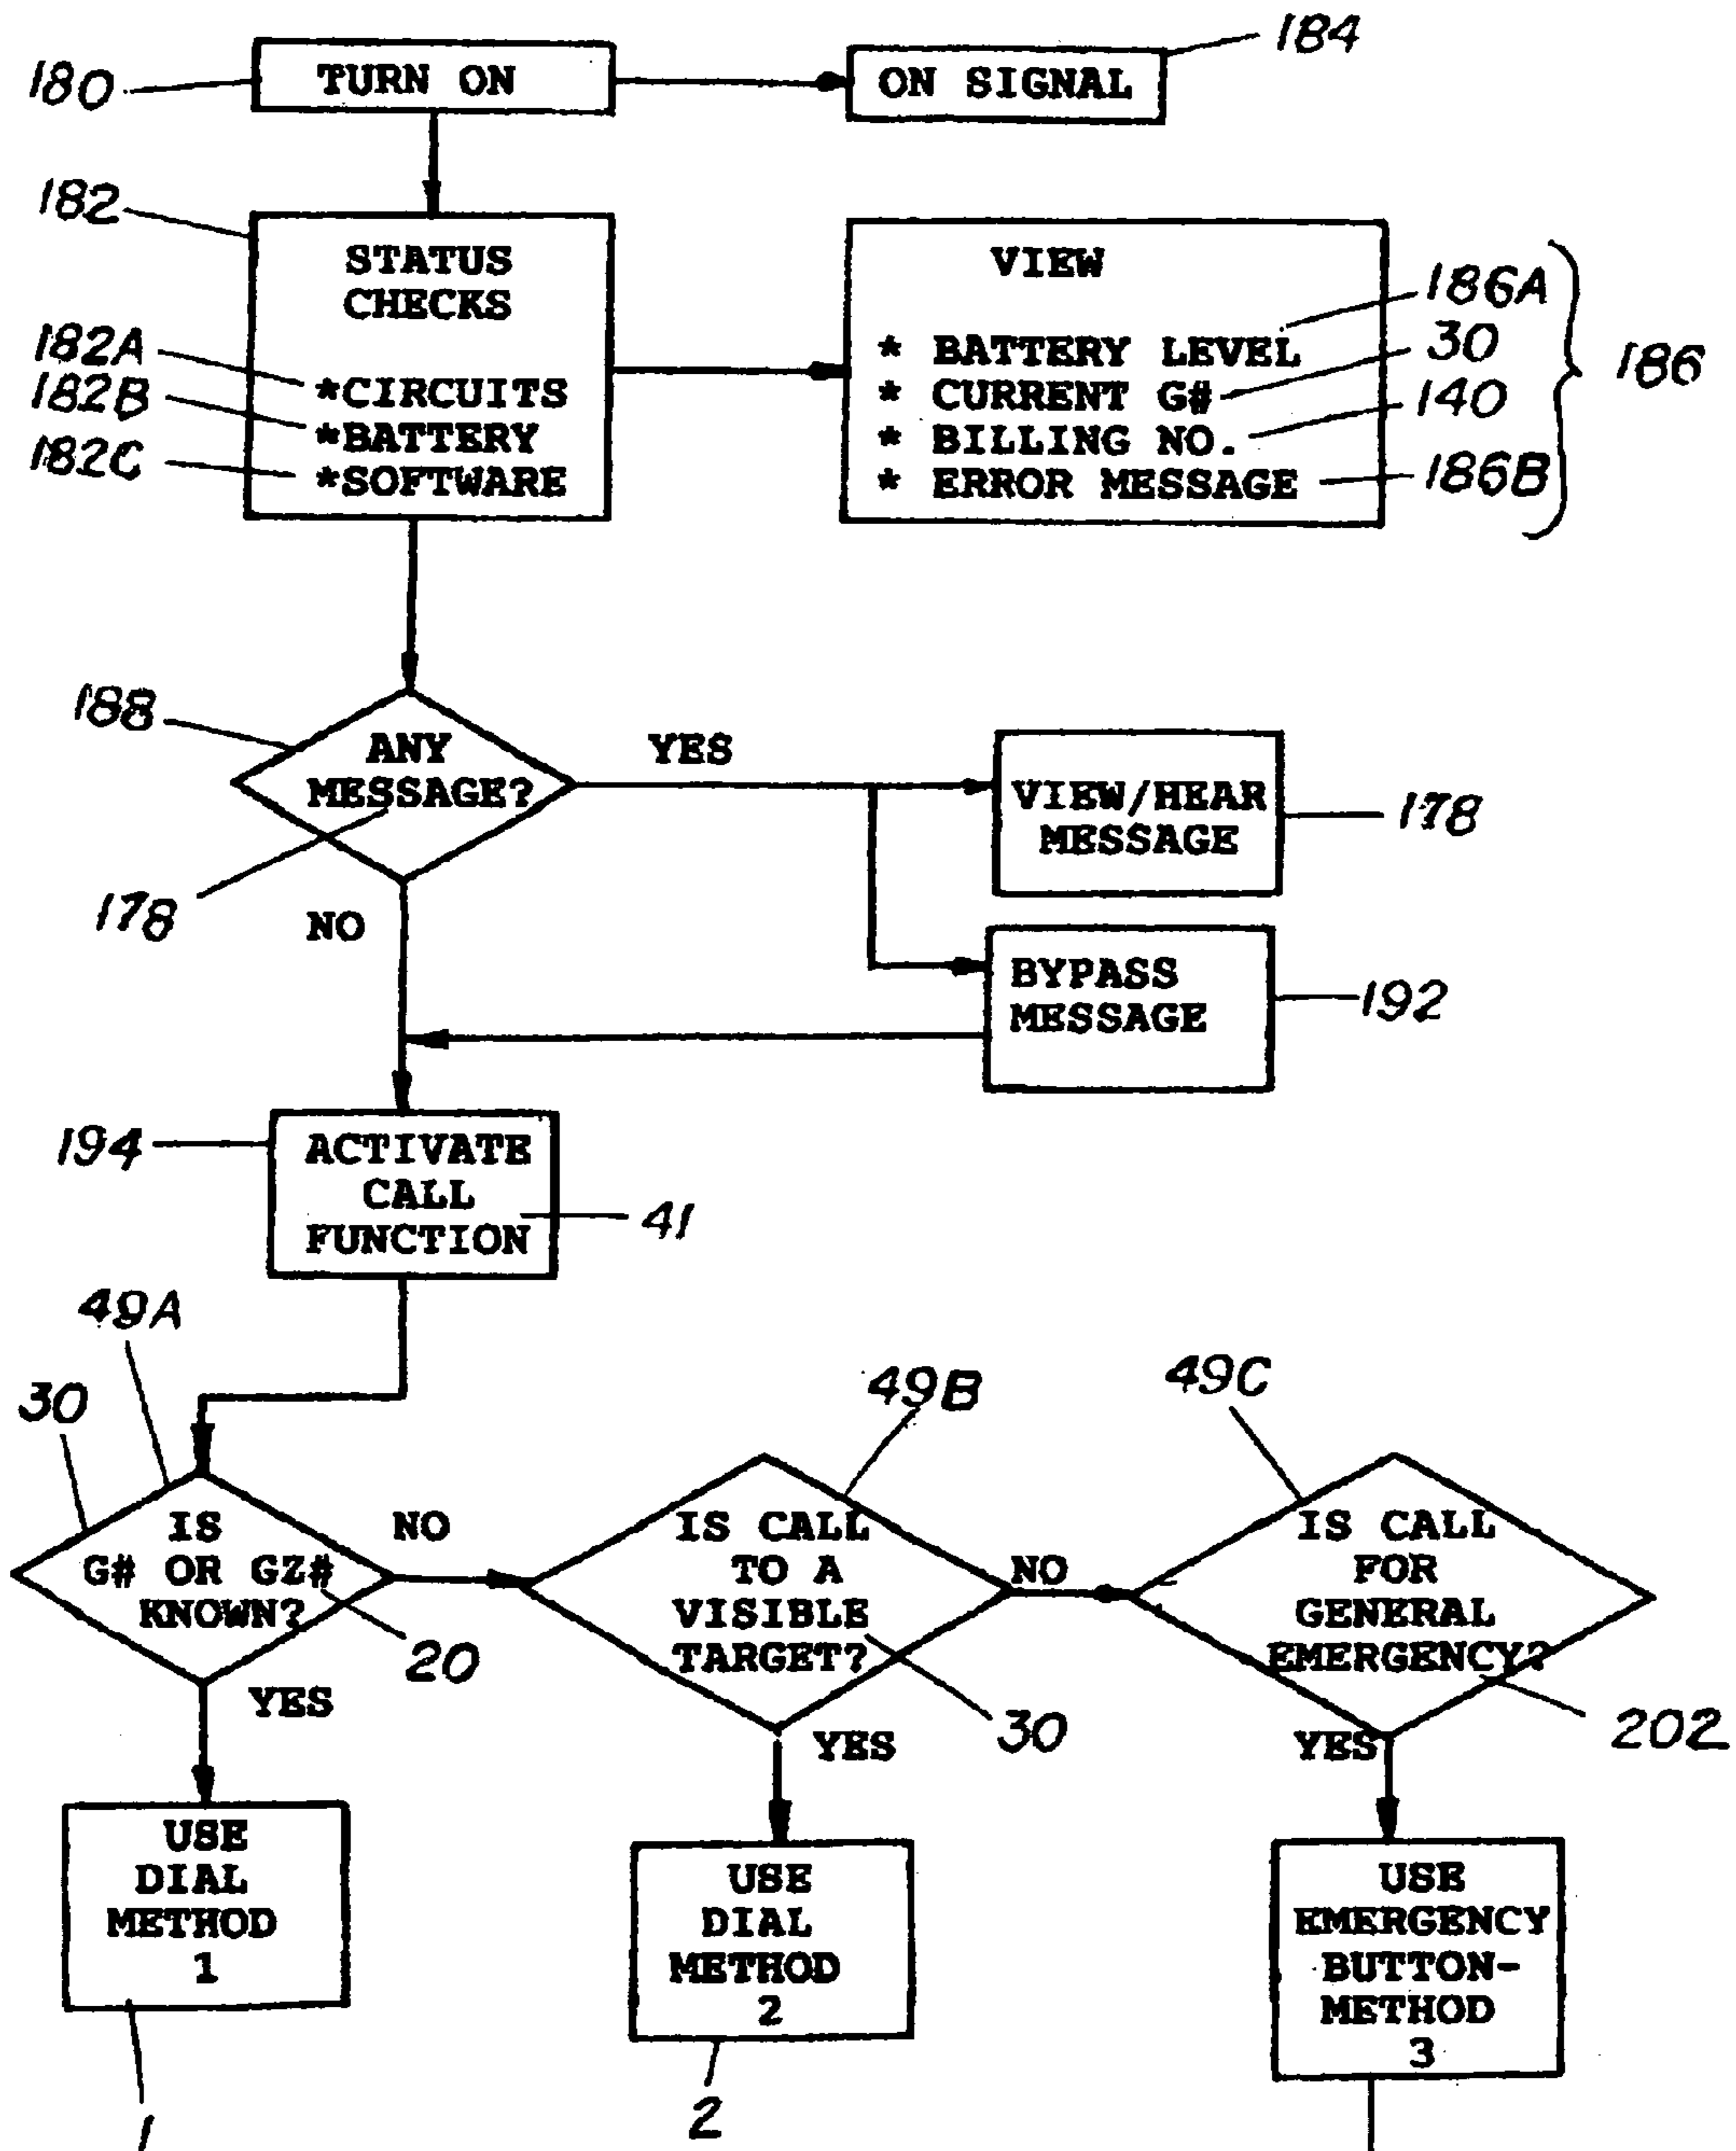 184
180
TURN ON
ON SIGNAL
182
STATUS
CHECKS
182A
*CIRCUITS
182B
*BATTERY
182C
*SOFTWARE
VIEW
186A
* BATTERY LEVEL
30
* CURRENT G#
140
* BILLING NO.
186B
* ERROR MESSAGE
186
188
ANY
MESSAGE?
178
YES
VIEW/HEAR
MESSAGE
178
NO
BYPASS
MESSAGE
192
194
ACTIVATE
CALL
FUNCTION
41
49A
30
IS
G# OR GZ#
KNOWN?
20
NO
YES
49B
IS CALL
TO A
VISIBLE
TARGET?
30
NO
YES
49C
IS CALL
FOR
GENERAL
EMERGENCY?
202
YES
USE
DIAL
METHOD
1
1
USE
DIAL
METHOD
2
2
USE
EMERGENCY
BUTTON-
METHOD
3